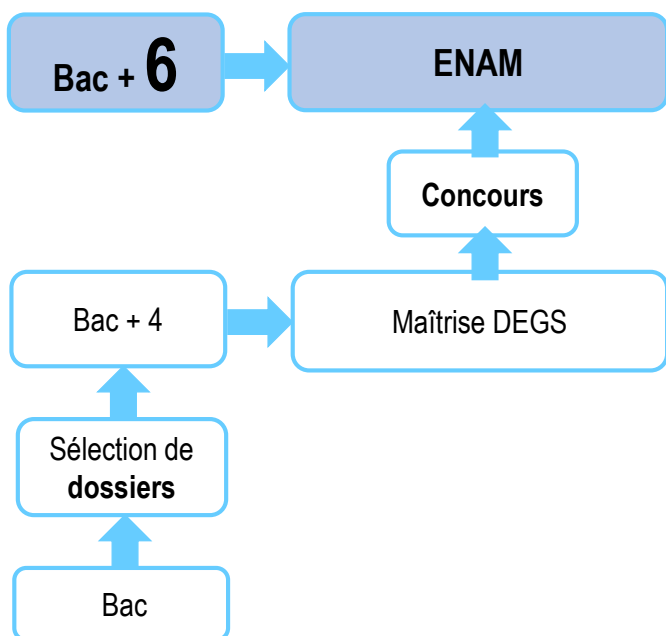 Bac + 6
ENAM
Concours
Bac + 4
Maîtrise DEGS
Sélection de
dossiers
Bac